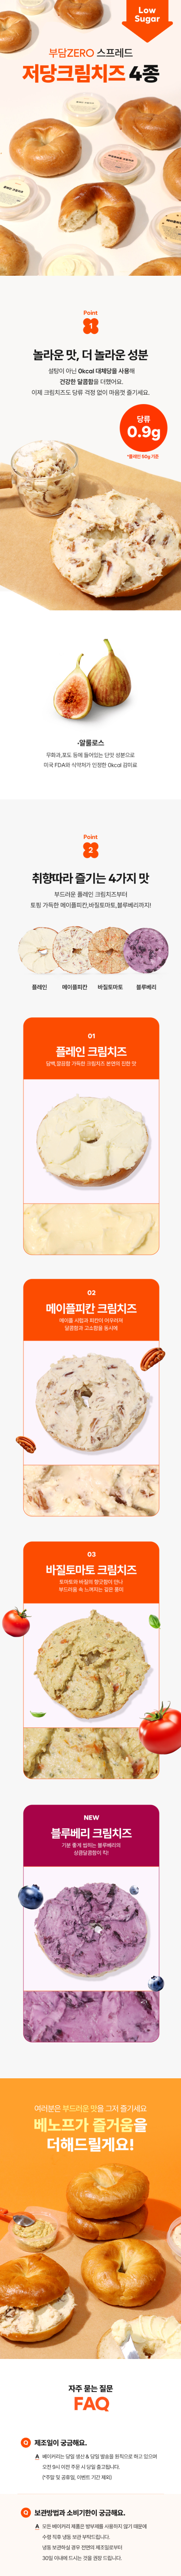 Low
Sugar
부담ZERO 스프레드
저당크림치즈 4종
Point
1
놀라운 맛, 더 놀라운 성분
설탕이 아닌 0kcal 대체당을 사용해
건강한 달콤함을 더했어요.
이제 크림치즈도 당류 걱정 없이 마음껏 즐기세요.
당류
0.9g
*플레인 50g 기준
·알룰로스
무화과,포도 등에 들어있는 단맛 성분으로
미국 FDA와 식약처가 인정한 0kcal 감미료
Point
2
취향따라 즐기는 4가지 맛
부드러운 플레인 크림치즈부터
토핑 가득한 메이플피칸,바질토마토,블루베리까지!
플레인 메이플피칸 바질토마토 블루베리
01
플레인 크림치즈
담백,깔끔함 가득한 크림치즈 본연의 진한 맛
02
메이플피칸 크림치즈
메이플 시럽과 피칸이 어우러져
달콤함과 고소함을 동시에
03
바질토마토 크림치즈
토마토와 바질의 향긋함이 만나
부드러움 속 느껴지는 깊은 풍미
NEW
블루베리 크림치즈
기분 좋게 씹히는 블루베리의
상큼달콤함이 톡!
여러분은 부드러운 맛을 그저 즐기세요
베노프가 즐거움을
더해드릴게요!
자주 묻는 질문
FAQ
Q 제조일이 궁금해요.
A 베이커리는 당일 생산 & 당일 발송을 원칙으로 하고 있으며
오전 9시 이전 주문 시 당일 출고됩니다.
(*주말 및 공휴일, 이벤트 기간 제외)
Q 보관방법과 소비기한이 궁금해요.
A 모든 베이커리 제품은 방부제를 사용하지 않기 때문에
수령 직후 냉동 보관 부탁드립니다.
냉동 보관하실 경우 전면의 제조일로부터
30일 이내에 드시는 것을 권장 드립니다.